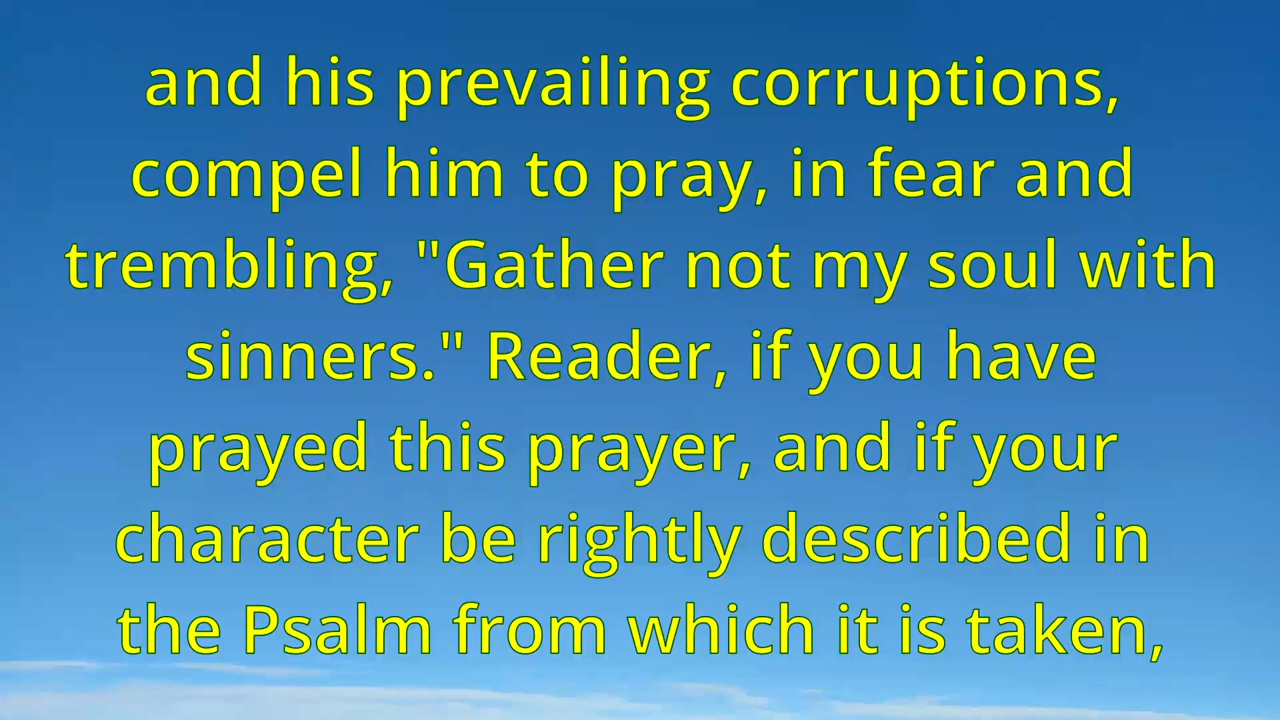 and his prevailing corruptions,
compel him to pray, in fear and
trembling, "Gather not my soul with
sinners." Reader, if you have
prayed this prayer, and if your
character be rightly described in
the Psalm from which it is taken,